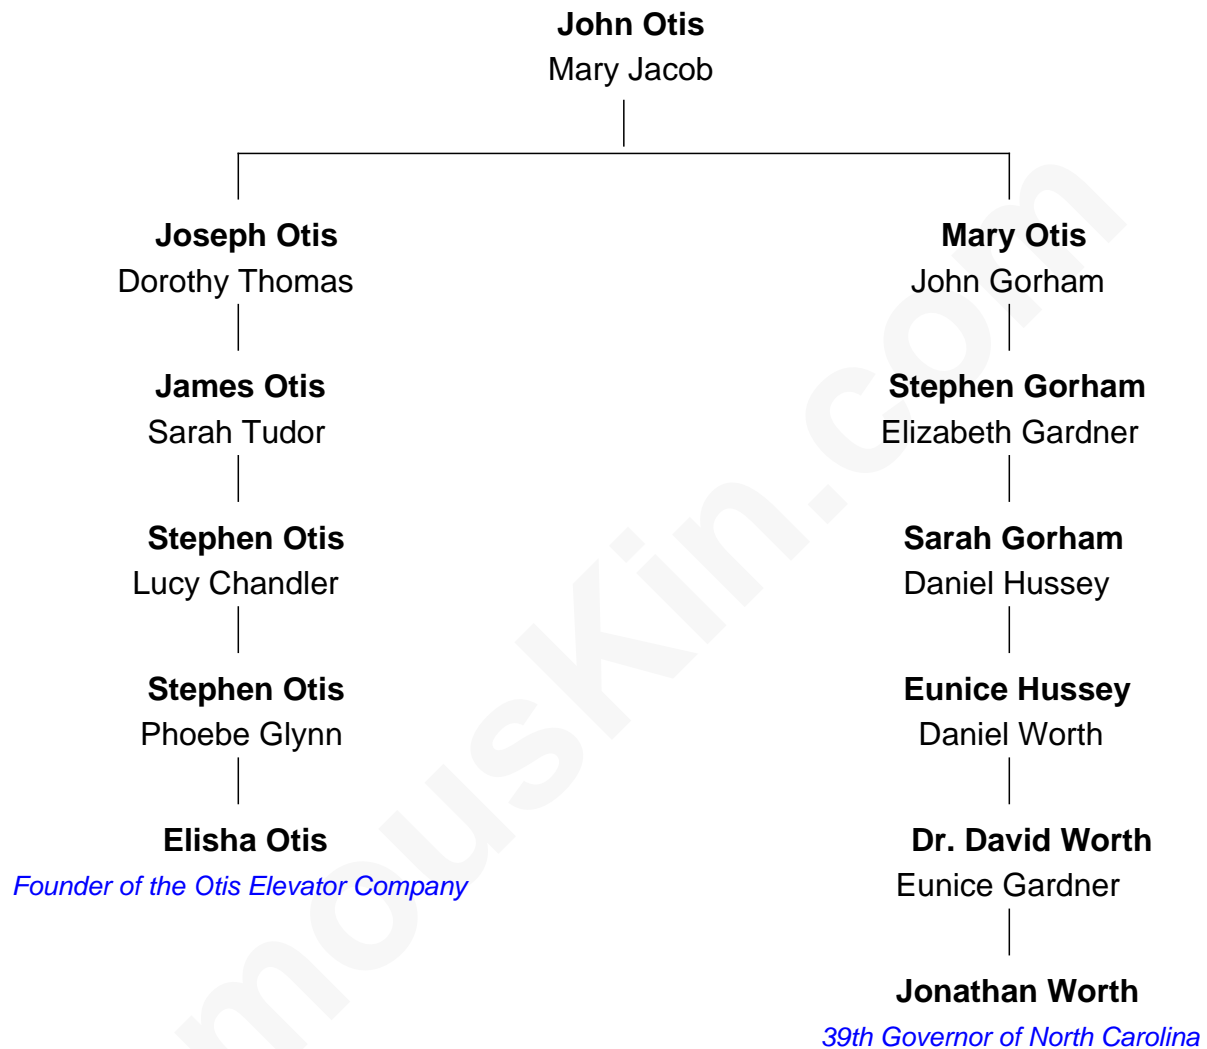 John Otis
Mary Jacob
Joseph Otis
Dorothy Thomas
Mary Otis
John Gorham
James Otis
Sarah Tudor
Stephen Gorham
Elizabeth Gardner
Stephen Otis
Lucy Chandler
Sarah Gorham
Daniel Hussey
Stephen Otis
Phoebe Glynn
Eunice Hussey
Daniel Worth
Elisha Otis
Founder of the Otis Elevator Company
Dr. David Worth
Eunice Gardner
Jonathan Worth
39th Governor of North Carolina
mousKin.com